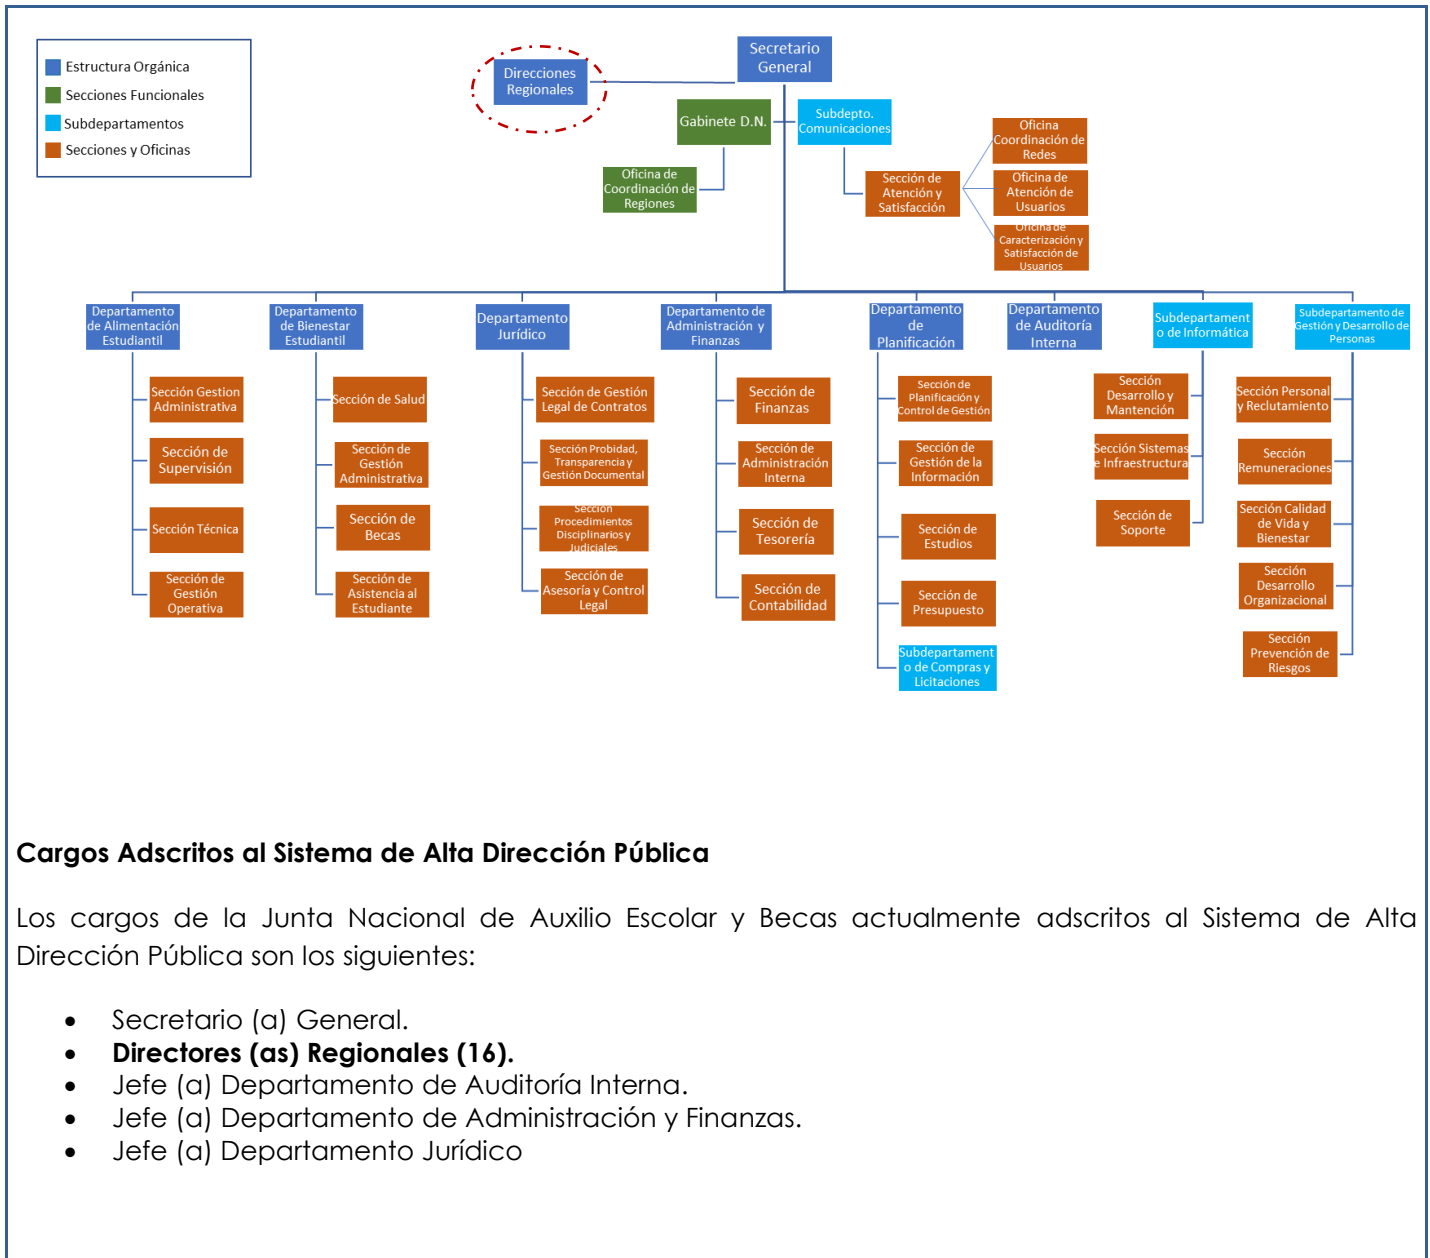 Estructura Orgánica
Secciones Funcionales
Subdepartamentos
Secciones y Oficinas
Secretario
General
Direcciones
Regionales
Gabinete D.N.
Subdepto.
Comunicaciones
Oficina de
Coordinación de
Regiones
Sección de
Atención y
Satisfacción
Oficina
Coordinación de
Redes
Oficina de
Atención de
Usuarios
Oficina de
Caracterización y
Satisfacción de
Usuarios
Departamento
de Alimentación
Estudiantil
Departamento
de Bienestar
Estudiantil
Departamento
Jurídico
Departamento de
Administración y
Finanzas
Departamento
de
Planificación
Departamento
de Auditoría
Interna
Subdepartament
o de Informática
Subdepartamento de
Gestión y Desarrollo de
Personas
Sección Gestion
Administrativa
Sección de
Supervisión
Sección Técnica
Sección de
Gestión
Operativa
Sección de Salud
Sección de
Gestión
Administrativa
Sección de
Becas
Sección de
Asistencia al
Estudiante
Sección de Gestión
Legal de Contratos
Sección Probidad,
Transparencia y
Gestión Documental
Sección
Procedimientos
Disciplinarios y
Judiciales
Sección de
Asesoría y Control
Legal
Sección de
Finanzas
Sección de
Administración
Interna
Sección de
Tesorería
Sección de
Contabilidad
Sección de
Planificación y
Control de Gestión
Sección de
Gestión de la
Información
Sección de
Estudios
Sección de
Presupuesto
Subdepartament
o de Compras y
Licitaciones
Sección
Desarrollo y
Mantención
Sección Sistemas
e Infraestructura
Sección de
Soporte
Sección Personal
y Reclutamiento
Sección
Remuneraciones
Sección Calidad
de Vida y
Bienestar
Sección
Desarrollo
Organizacional
Sección
Prevención de
Riesgos
Cargos Adscritos al Sistema de Alta Dirección Pública
Los cargos de la Junta Nacional de Auxilio Escolar y Becas actualmente adscritos al Sistema de Alta
Dirección Pública son los siguientes:
• Secretario (a) General.
• Directores (as) Regionales (16).
• Jefe (a) Departamento de Auditoría Interna.
• Jefe (a) Departamento de Administración y Finanzas.
• Jefe (a) Departamento Jurídico